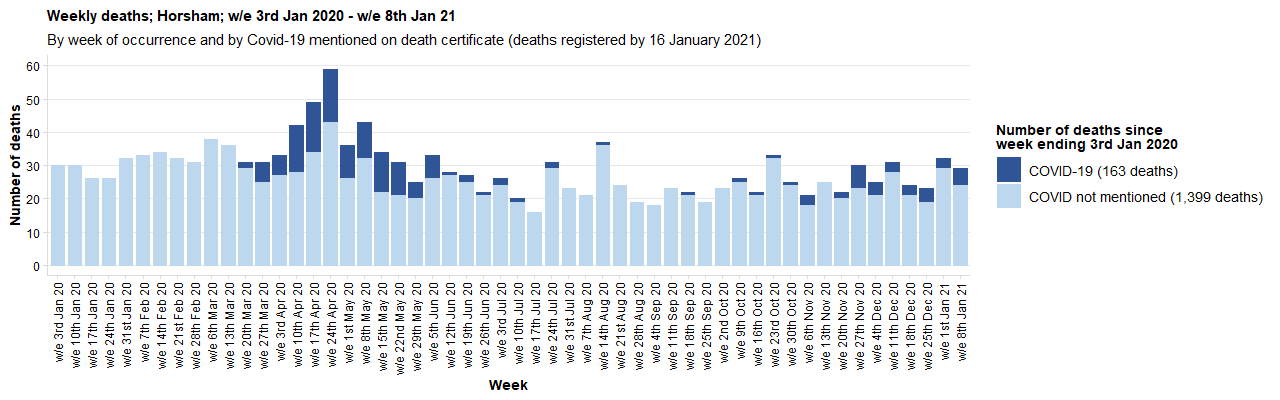 Weekly deaths; Horsham; w/e 3rd Jan 2020 - w/e 8th Jan 21
By week of occurrence and by Covid-19 mentioned on death certificate (deaths registered by 16 January 2021)
Number of deaths
60
50
40
30
20
10
0
w/e 3rd Jan 20
w/e 10th Jan 20
w/e 17th Jan 20
w/e 24th Jan 20
w/e 31st Jan 20
w/e 7th Feb 20
w/e 14th Feb 20
w/e 21st Feb 20
w/e 28th Feb 20
w/e 6th Mar 20
w/e 13th Mar 20
w/e 20th Mar 20
w/e 27th Mar 20
w/e 3rd Apr 20
w/e 10th Apr 20
w/e 17th Apr 20
w/e 24th Apr 20
w/e 1st May 20
w/e 8th May 20
w/e 15th May 20
w/e 22nd May 20
w/e 29th May 20
w/e 5th Jun 20
w/e 12th Jun 20
w/e 19th Jun 20
w/e 26th Jun 20
w/e 3rd Jul 20
w/e 10th Jul 20
w/e 17th Jul 20
w/e 24th Jul 20
w/e 31st Jul 20
w/e 7th Aug 20
w/e 14th Aug 20
w/e 21st Aug 20
w/e 28th Aug 20
w/e 4th Sep 20
w/e 11th Sep 20
w/e 18th Sep 20
w/e 25th Sep 20
w/e 2nd Oct 20
w/e 9th Oct 20
w/e 16th Oct 20
w/e 23rd Oct 20
w/e 30th Oct 20
w/e 6th Nov 20
w/e 13th Nov 20
w/e 20th Nov 20
w/e 27th Nov 20
w/e 4th Dec 20
w/e 11th Dec 20
w/e 18th Dec 20
w/e 25th Dec 20
w/e 1st Jan 21
w/e 8th Jan 21
Week
Number of deaths since
week ending 3rd Jan 2020
COVID-19 (163 deaths)
COVID not mentioned (1,399 deaths)